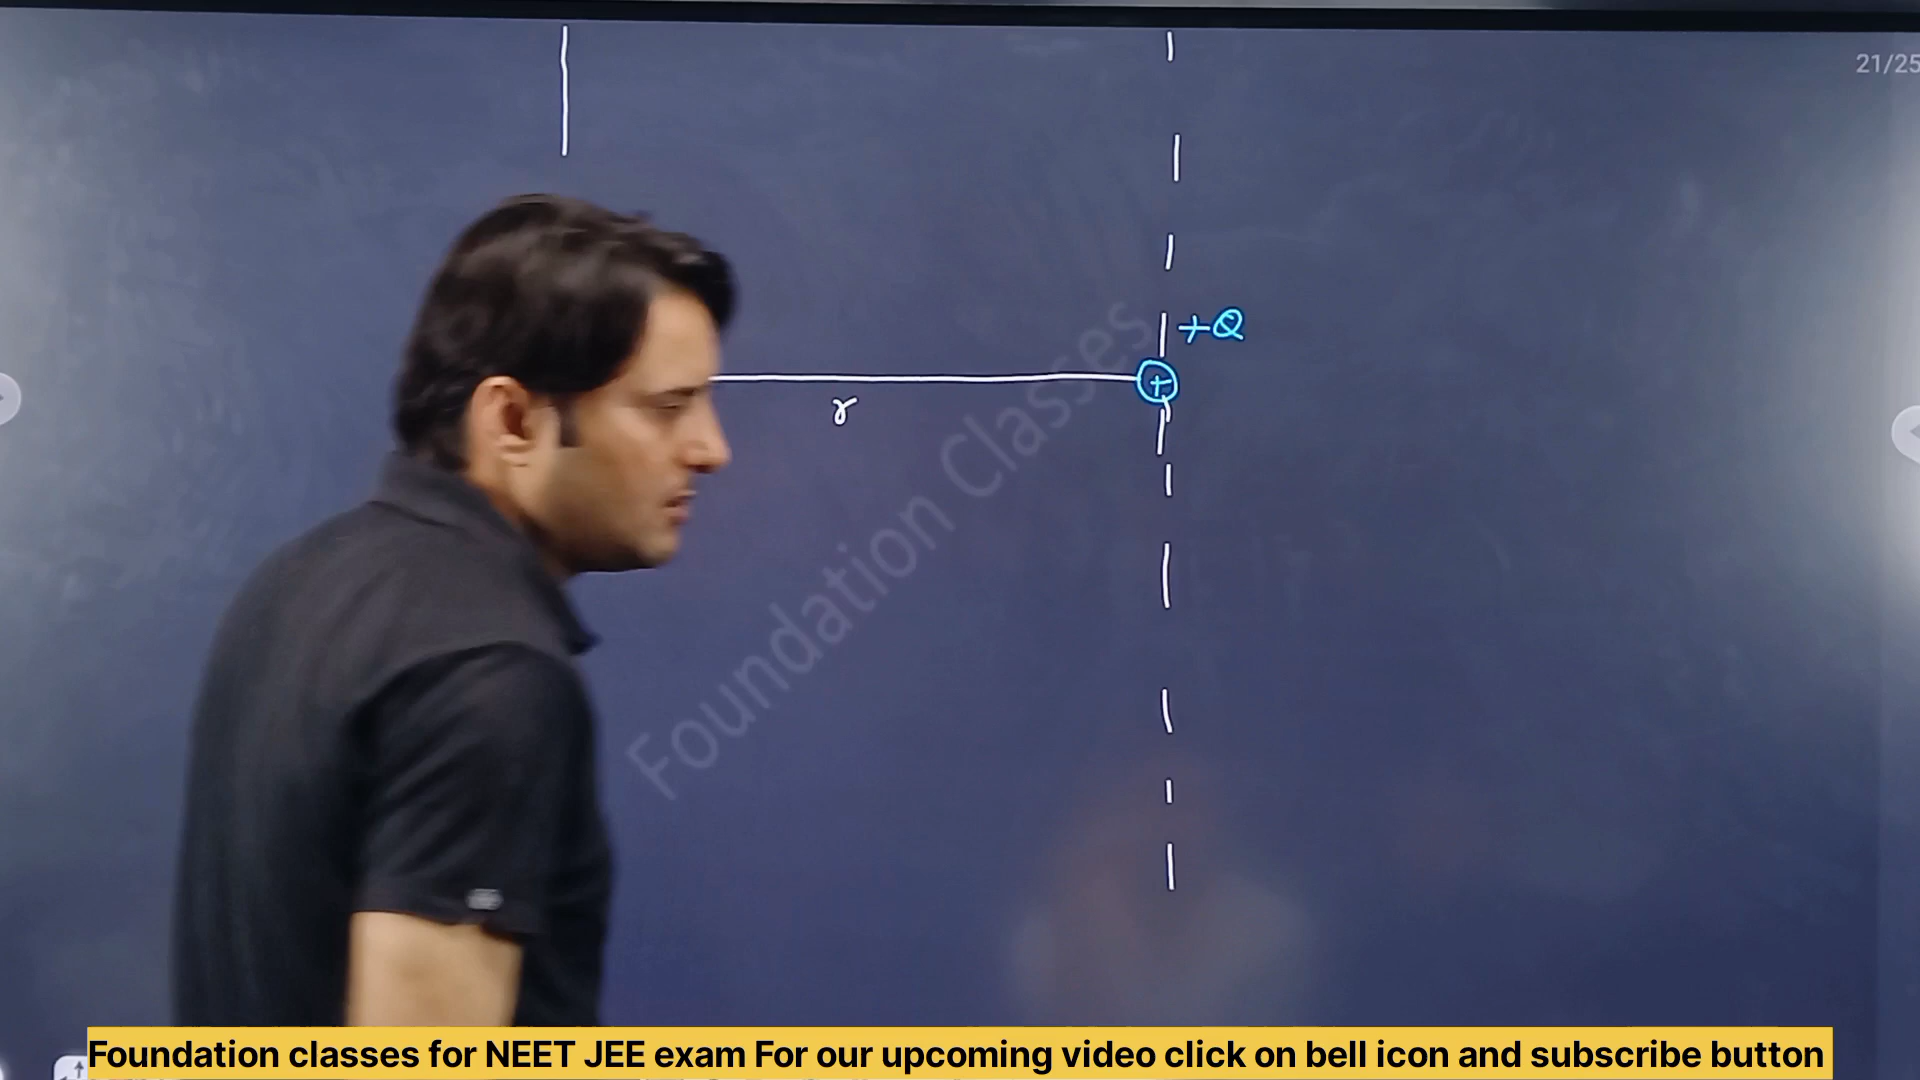 21/25
+Q
+
r
Foundation Classes
Foundation classes for NEET JEE exam For our upcoming video click on bell icon and subscribe button